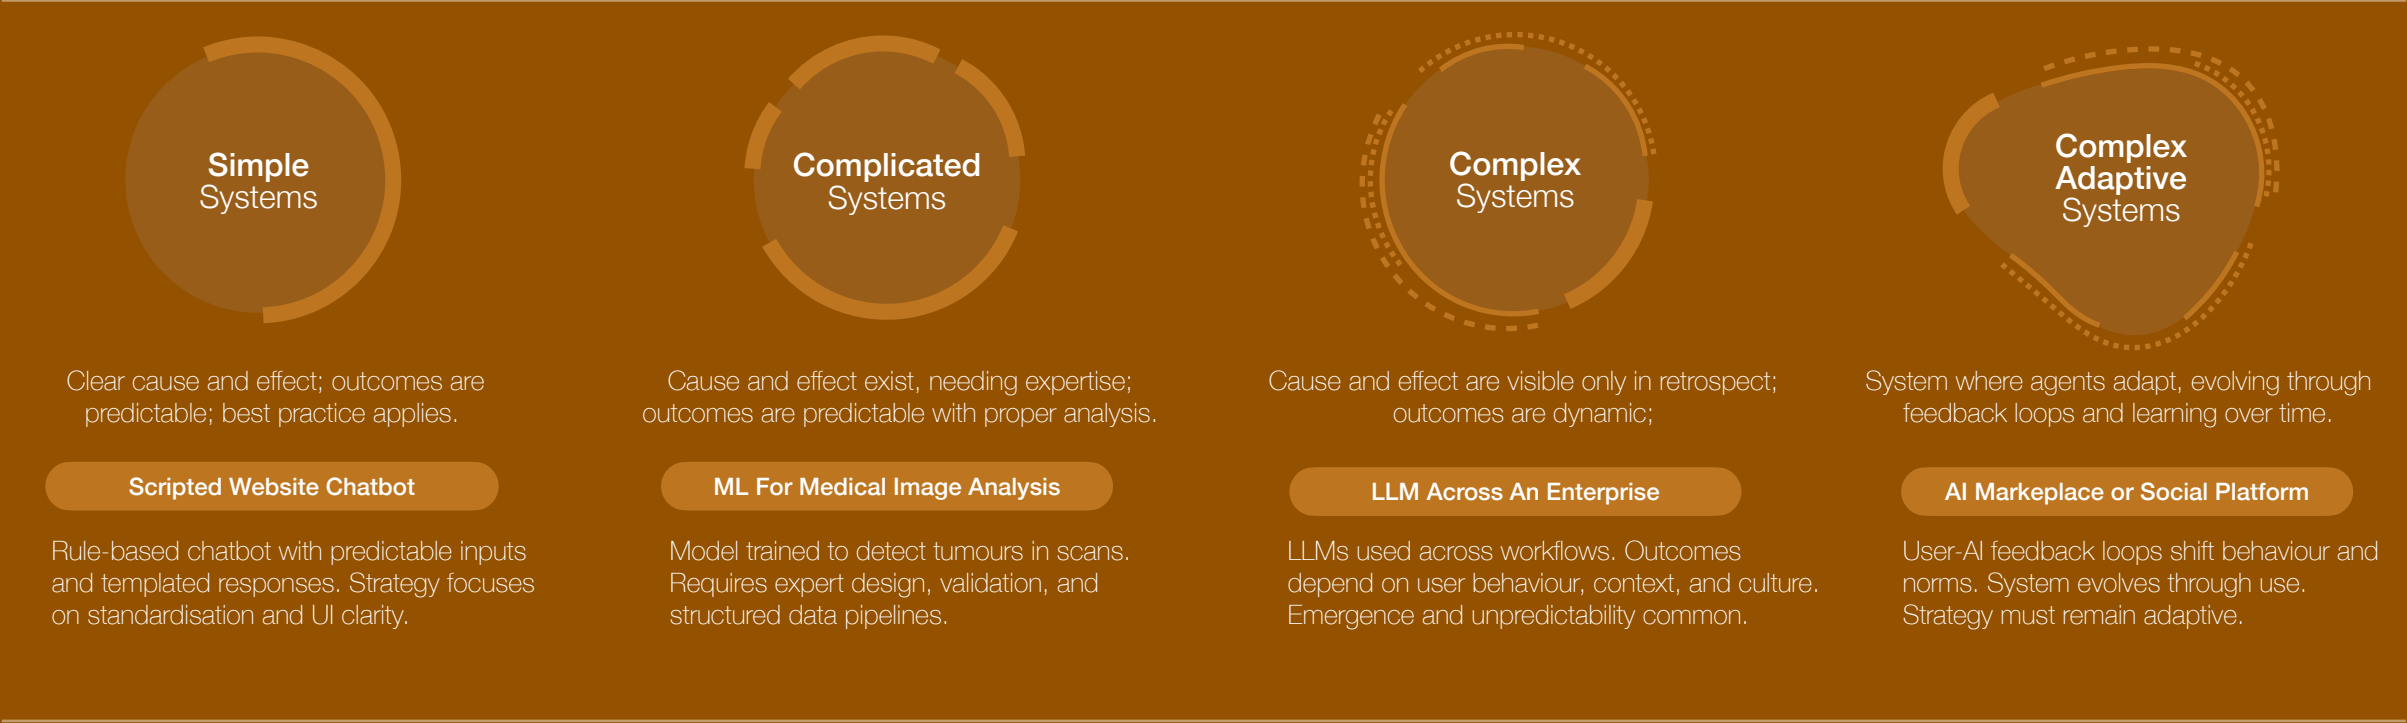 Simple
Systems
Clear cause and effect; outcomes are
predictable; best practice applies.
Scripted Website Chatbot
Rule-based chatbot with predictable inputs
and templated responses. Strategy focuses
on standardisation and UI clarity.
Complicated
Systems
Cause and effect exist, needing expertise;
outcomes are predictable with proper analysis.
ML For Medical Image Analysis
Model trained to detect tumours in scans.
Requires expert design, validation, and
structured data pipelines.
Complex
Systems
Cause and effect are visible only in retrospect;
outcomes are dynamic;
LLM Across An Enterprise
LLMs used across workflows. Outcomes
depend on user behaviour, context, and culture.
Emergence and unpredictability common.
Complex
Adaptive
Systems
System where agents adapt, evolving through
feedback loops and learning over time.
AI Markeplace or Social Platform
User-AI feedback loops shift behaviour and
norms. System evolves through use.
Strategy must remain adaptive.